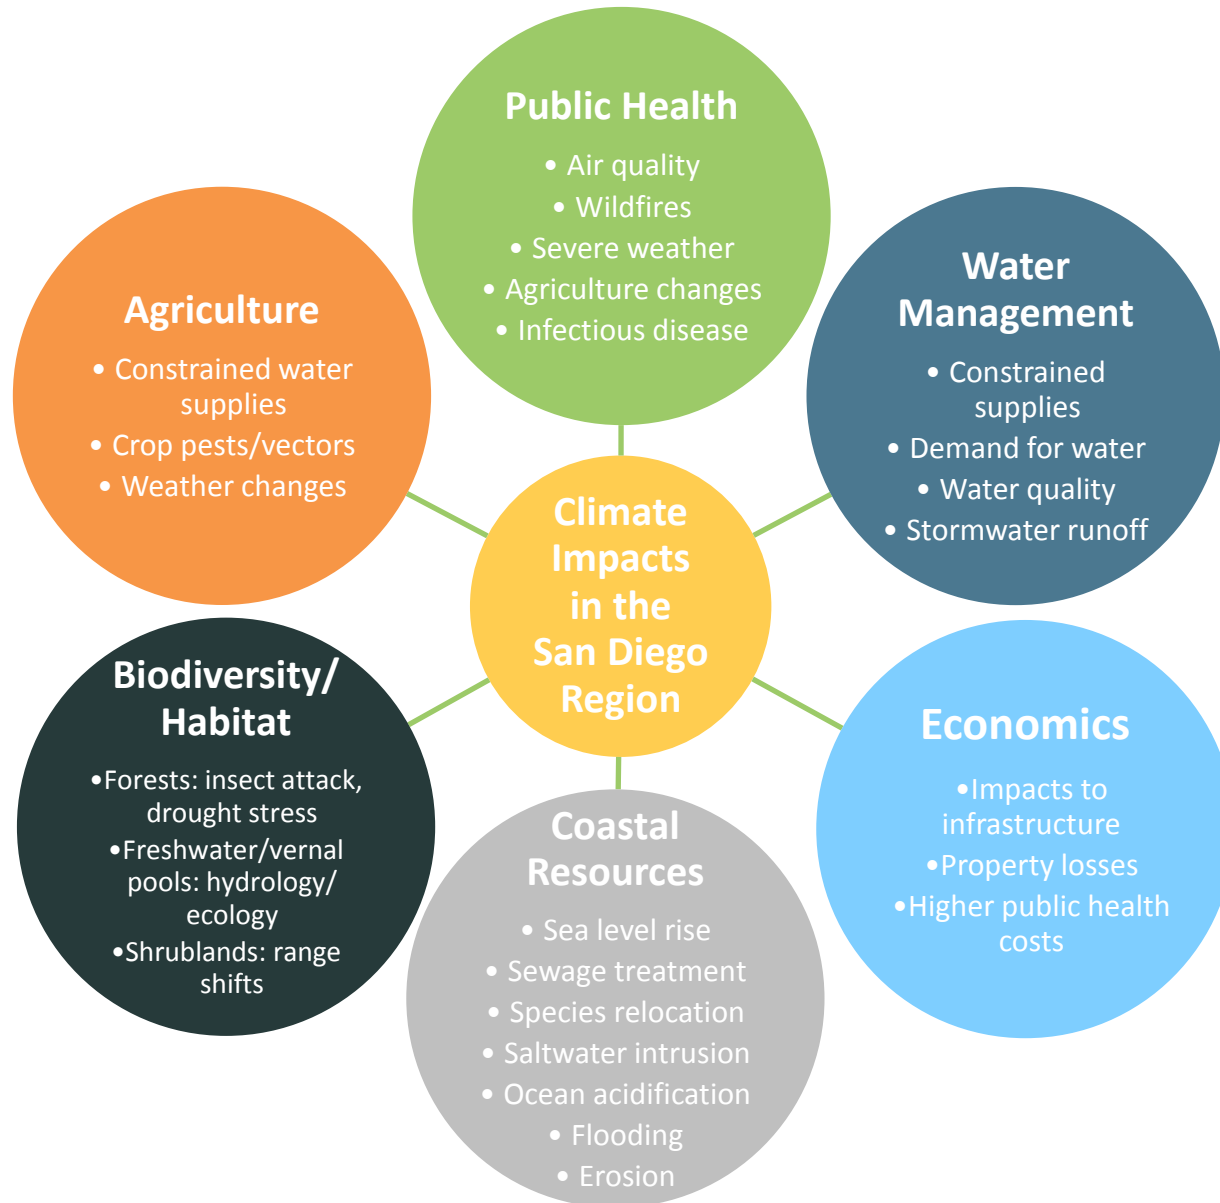 Public Health
• Air quality
• Wildfires
• Severe weather
• Agriculture changes
• Infectious disease
Water
Management
• Constrained
supplies
• Demand for water
• Water quality
• Stormwater runoff
Economics
•Impacts to
infrastructure
•Property losses
•Higher public health
costs
Coastal
Resources
• Sea level rise
• Sewage treatment
• Species relocation
• Saltwater intrusion
• Ocean acidification
• Flooding
• Erosion
Biodiversity/
Habitat
•Forests: insect attack,
drought stress
•Freshwater/vernal
pools: hydrology/
ecology
•Shrublands: range
shifts
Agriculture
• Constrained water
supplies
• Crop pests/vectors
• Weather changes
Climate
Impacts
in the
San Diego
Region